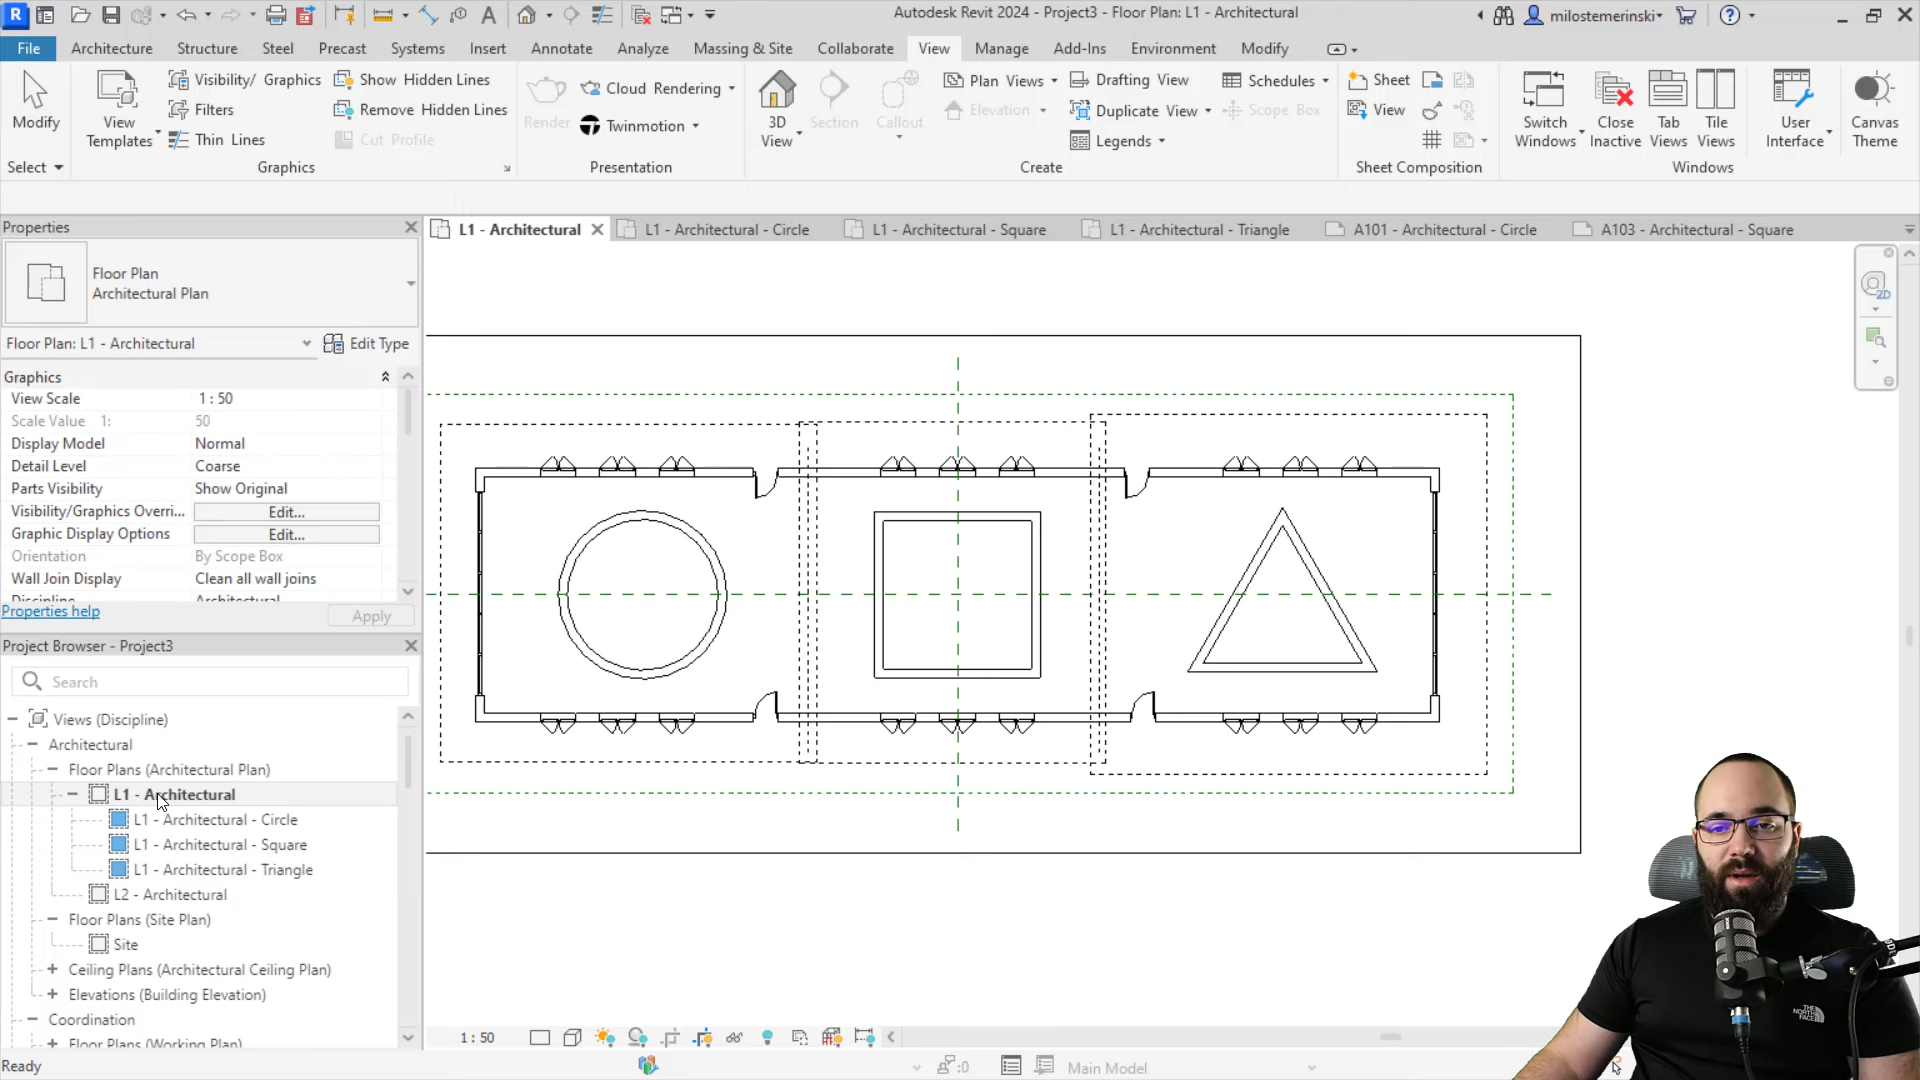 R
A
Autodesk Revit 2024 - Project3 - Floor Plan: L1 - Architectural
milostemerinski
?
File Architecture Structure Steel Precast Systems Insert Annotate Analyze Massing & Site Collaborate View Manage Add-Ins Environment Modify
Modify
Select
View
Templates
Visibility/ Graphics
Filters
Thin Lines
Show Hidden Lines
Remove Hidden Lines
Cut Profile
Graphics
Render
Cloud Rendering
Twinmotion
Presentation
3D
View
Section
Callout
Plan Views
Elevation
Drafting View
Duplicate View
Legends
Schedules
Scope Box
Create
Sheet
View
Sheet Composition
Switch
Windows
Close
Inactive
Tab
Views
Tile
Views
User
Interface
Canvas
Theme
Windows
Properties
L1 - Architectural
L1 - Architectural - Circle
L1 - Architectural - Square
L1 - Architectural - Triangle
A101 - Architectural - Circle
A103 - Architectural - Square
Floor Plan
Architectural Plan
Floor Plan: L1 - Architectural
Edit Type
Graphics
View Scale 1 : 50
Scale Value 1: 50
Display Model Normal
Detail Level Coarse
Parts Visibility Show Original
Visibility/Graphics Overri... Edit...
Graphic Display Options Edit...
Orientation By Scope Box
Wall Join Display Clean all wall joins
Discipline Architectural
Properties help
Apply
Project Browser - Project3
Search
Views (Discipline)
Architectural
Floor Plans (Architectural Plan)
L1 - Architectural
L1 - Architectural - Circle
L1 - Architectural - Square
L1 - Architectural - Triangle
L2 - Architectural
Floor Plans (Site Plan)
Site
Ceiling Plans (Architectural Ceiling Plan)
Elevations (Building Elevation)
Coordination
Floor Plans (Working Plan)
2D
1 : 50
Ready
:0
Main Model
THE NORTH FACE